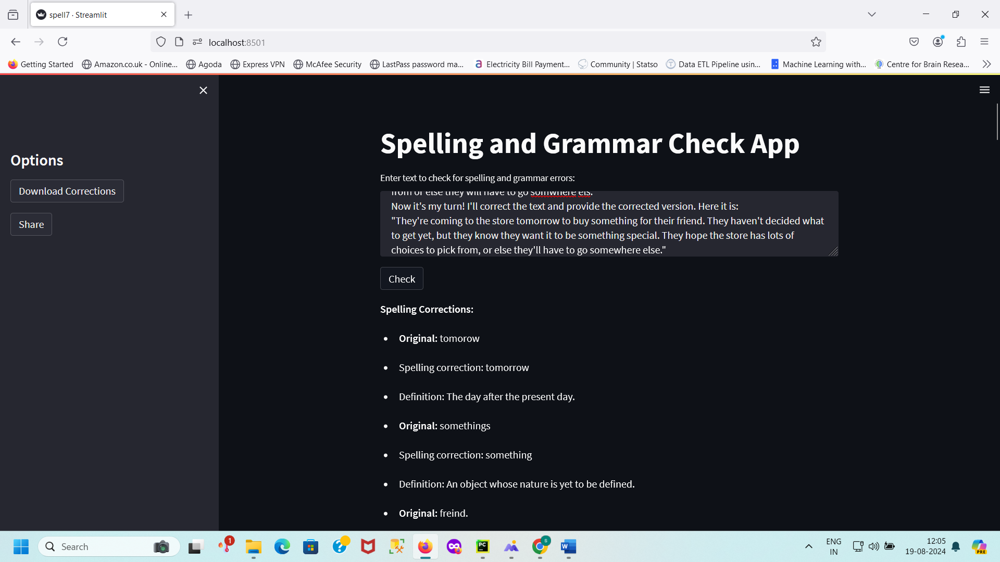 spell7 · Streamlit
localhost:8501
Getting Started
Amazon.co.uk - Online...
Agoda
Express VPN
McAfee Security
LastPass password ma...
Electricity Bill Payment...
Community | Statso
Data ETL Pipeline usin...
Machine Learning with...
Centre for Brain Resea...
Options
Download Corrections
Share
Spelling and Grammar Check App
Enter text to check for spelling and grammar errors:
from or else they will have to go somwhere els.
Now it's my turn! I'll correct the text and provide the corrected version. Here it is:
"They're coming to the store tomorrow to buy something for their friend. They haven't decided what
to get yet, but they know they want it to be something special. They hope the store has lots of
choices to pick from, or else they'll have to go somewhere else."
Check
Spelling Corrections:
Original: tomorow
Spelling correction: tomorrow
Definition: The day after the present day.
Original: somethings
Spelling correction: something
Definition: An object whose nature is yet to be defined.
Original: freind.
Search
1
PC
S
W
ENG
IN
12:05
19-08-2024
PRE